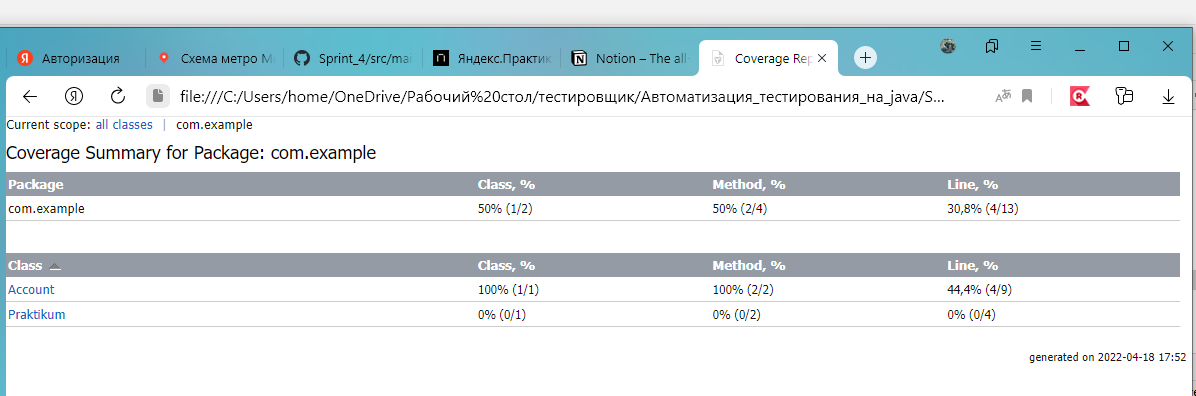 Авторизация Схема метро М Sprint_4/src/mai Яндекс.Практик Notion – The all- Coverage Rep
file:///C:/Users/home/OneDrive/Рабочий%20стол/тестировщик/Автоматизация_тестирования_на_java/S...
Current scope: all classes | com.example
Coverage Summary for Package: com.example
Package Class, % Method, % Line, %
com.example 50% (1/2) 50% (2/4) 30,8% (4/13)
Class Class, % Method, % Line, %
Account 100% (1/1) 100% (2/2) 44,4% (4/9)
Praktikum 0% (0/1) 0% (0/2) 0% (0/4)
generated on 2022-04-18 17:52